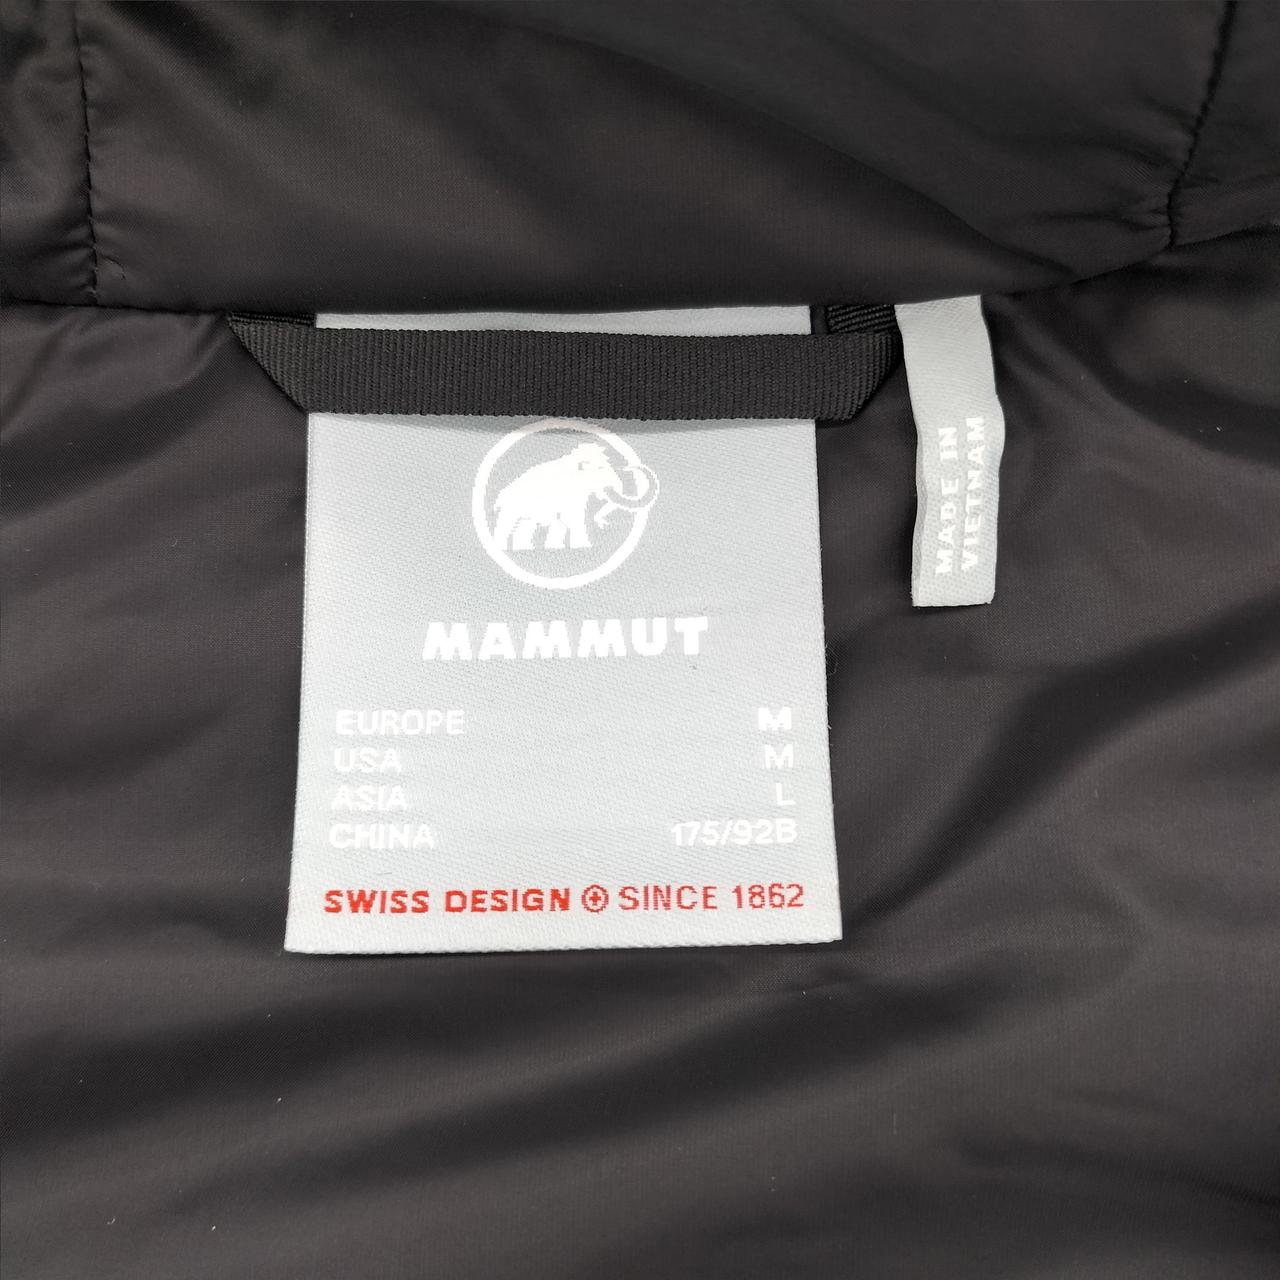 MAMMUT
EUROPE M
USA M
ASIA L
CHINA 175/92B
SWISS DESIGN SINCE 1862
MADE IN
VIETNAM